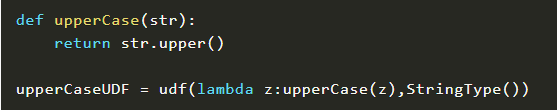 def upperCase(str):
    return str.upper()
upperCaseUDF = udf(lambda z:upperCase(z),StringType())